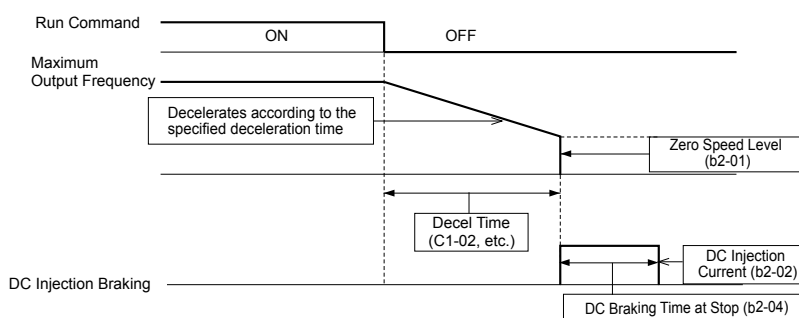 Run Command
ON
OFF
Maximum
Output Frequency
Decelerates according to the
specified deceleration time
Zero Speed Level
(b2-01)
Decel Time
(C1-02, etc.)
DC Injection
Current (b2-02)
DC Injection Braking
DC Braking Time at Stop (b2-04)